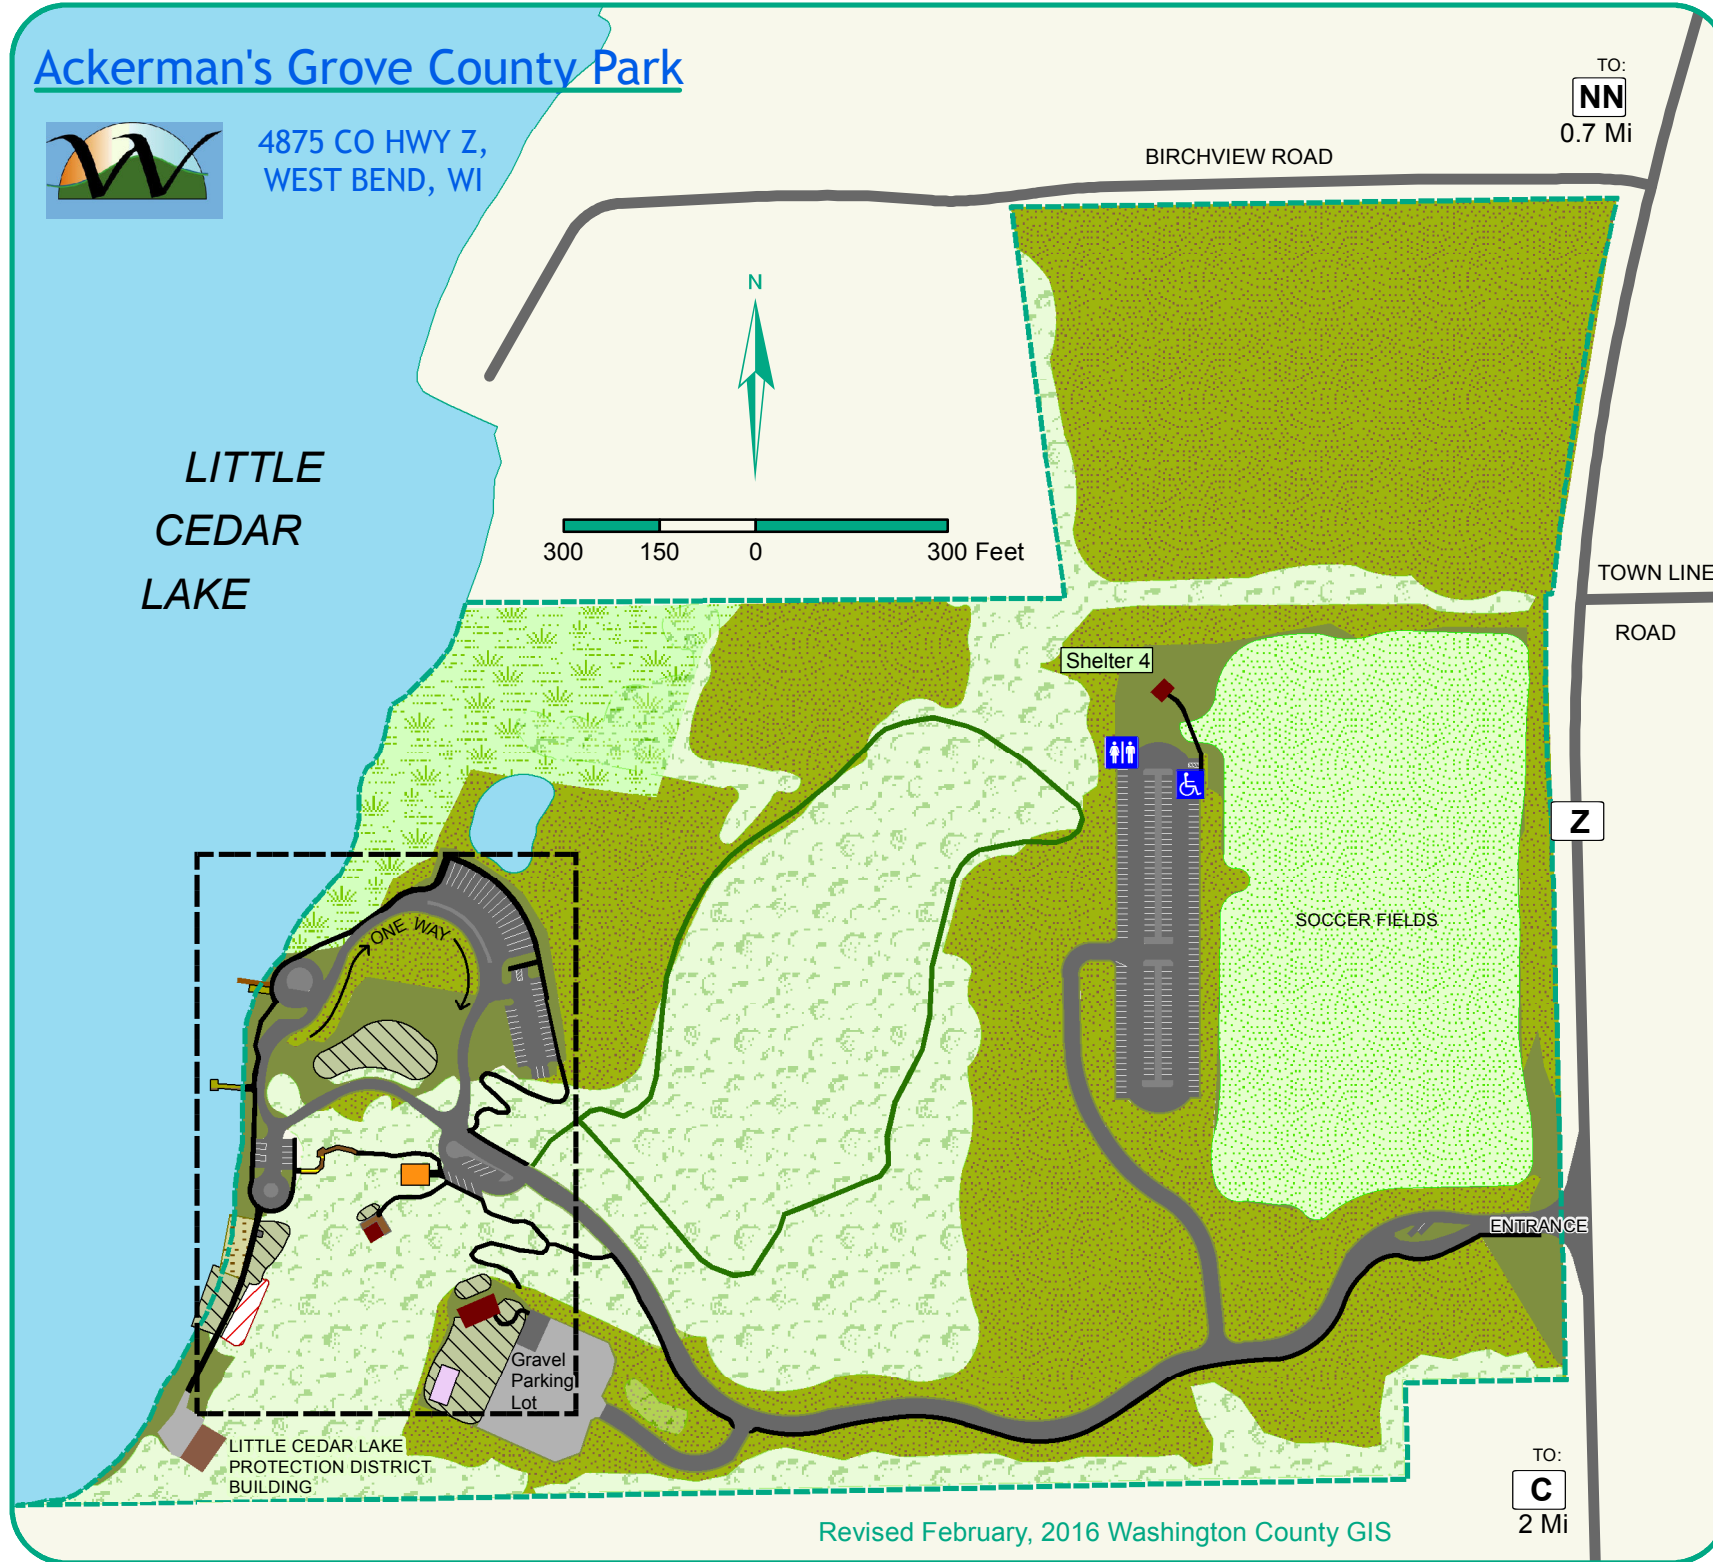 Ackerman's Grove County Park
4875 CO HWY Z,
WEST BEND, WI
TO:
NN
0.7 Mi
BIRCHVIEW ROAD
N
LITTLE
CEDAR
LAKE
300 150 0 300 Feet
TOWN LINE
ROAD
Shelter 4
Z
SOCCER FIELDS
ONE WAY
ENTRANCE
Gravel
Parking
Lot
LITTLE CEDAR LAKE
PROTECTION DISTRICT
BUILDING
TO:
C
2 Mi
Revised February, 2016 Washington County GIS